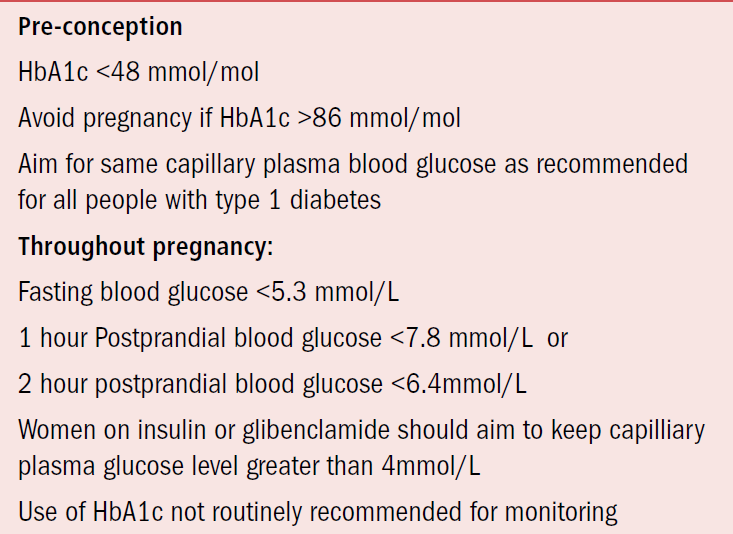 Pre-conception
HbA1c <48 mmol/mol
Avoid pregnancy if HbA1c >86 mmol/mol
Aim for same capillary plasma blood glucose as recommended
for all people with type 1 diabetes
Throughout pregnancy:
Fasting blood glucose <5.3 mmol/L
1 hour Postprandial blood glucose <7.8 mmol/L or
2 hour postprandial blood glucose <6.4mmol/L
Women on insulin or glibenclamide should aim to keep capilliary
plasma glucose level greater than 4mmol/L
Use of HbA1c not routinely recommended for monitoring